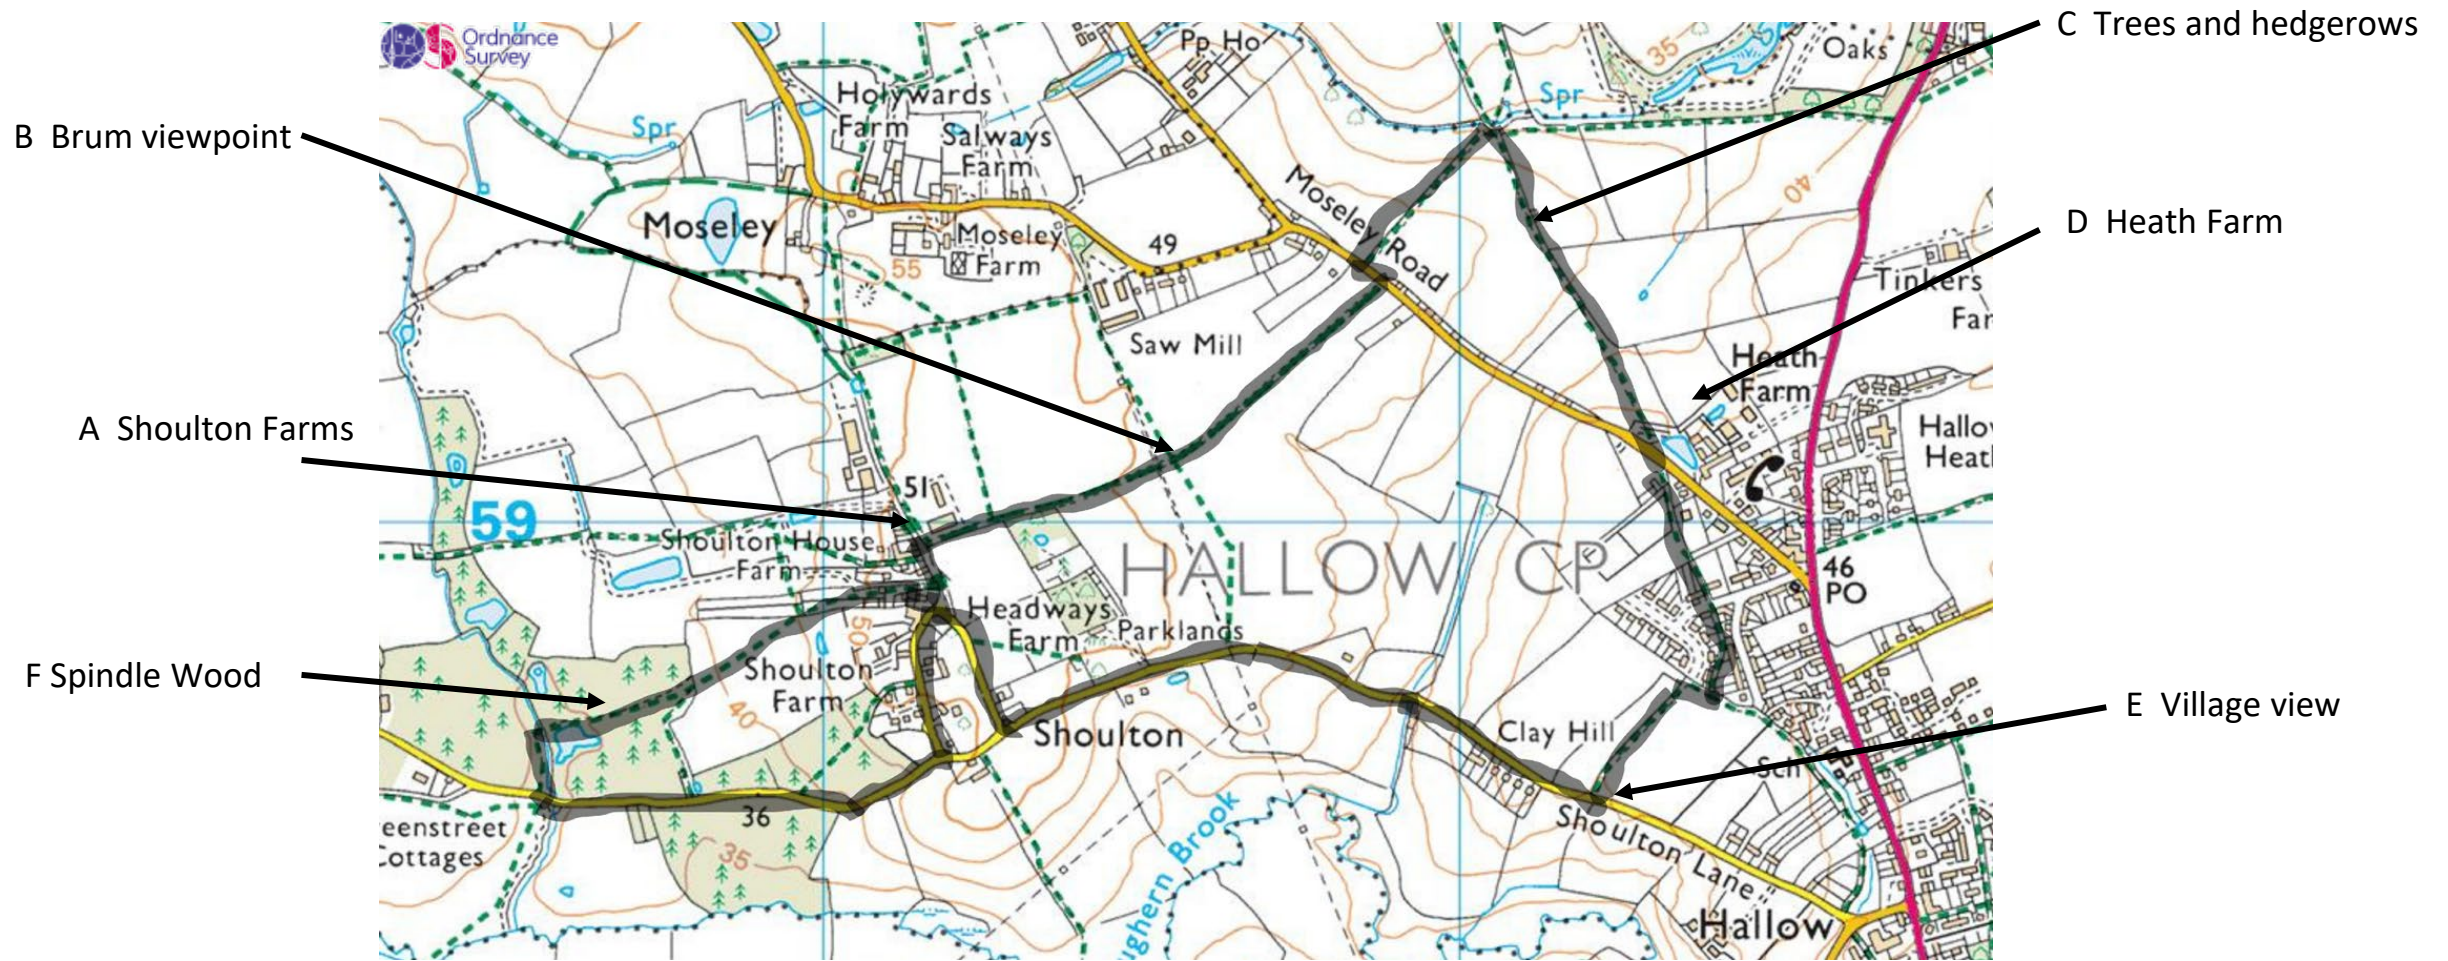 Ordnance
Survey
C Trees and hedgerows
Pp Ho
35
Oaks
Holywards
Farm
Spr
B Brum viewpoint
Spr
Salways
Farm
40
Moseley Road
D Heath Farm
Moseley
Moseley
Farm
49
55
Tinkers
Far
Saw Mill
Heath
Farm
A Shoulton Farms
Hallow
Heath
51
59
Shoulton House
Farm
HALLOW CP
46
PO
Headways
Farm
50
Parklands
F Spindle Wood
Shoulton
Farm
40
E Village view
Shoulton
Clay Hill
Sch
36
35
eenstreet
Cottages
Shoulton Lane
ughern Brook
Hallow